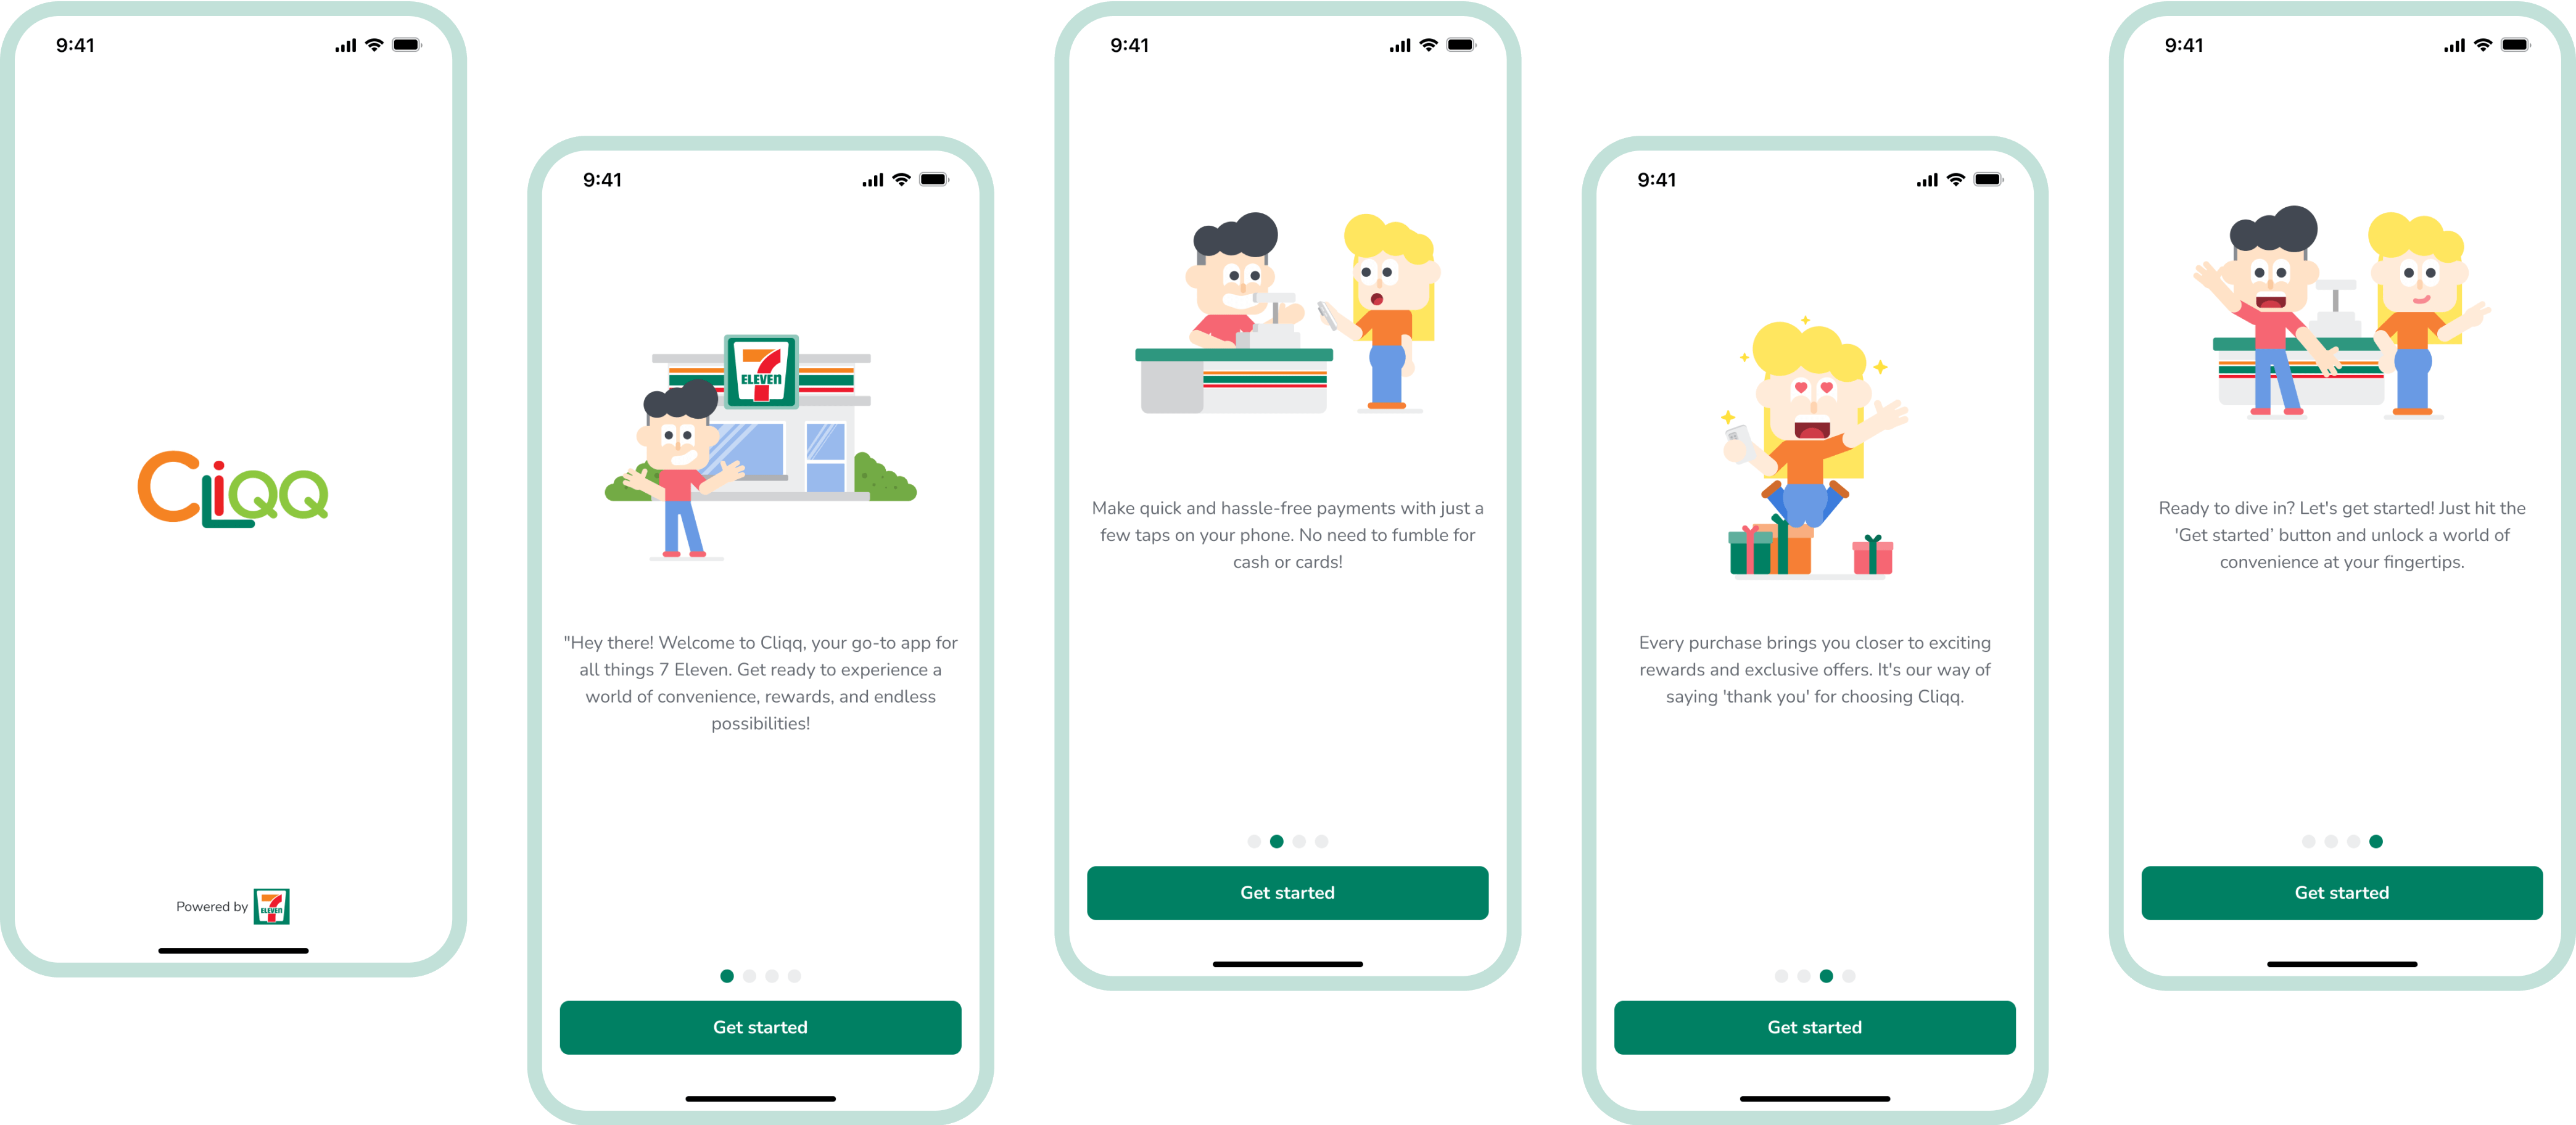 9:41
CLiQQ
Powered by
7
ELEVEn
9:41
7
ELEVEn
"Hey there! Welcome to Cliqq, your go-to app for
all things 7 Eleven. Get ready to experience a
world of convenience, rewards, and endless
possibilities!
Get started
9:41
Make quick and hassle-free payments with just a
few taps on your phone. No need to fumble for
cash or cards!
Get started
9:41
Every purchase brings you closer to exciting
rewards and exclusive offers. It's our way of
saying 'thank you' for choosing Cliqq.
Get started
9:41
Ready to dive in? Let's get started! Just hit the
'Get started’ button and unlock a world of
convenience at your fingertips.
Get started